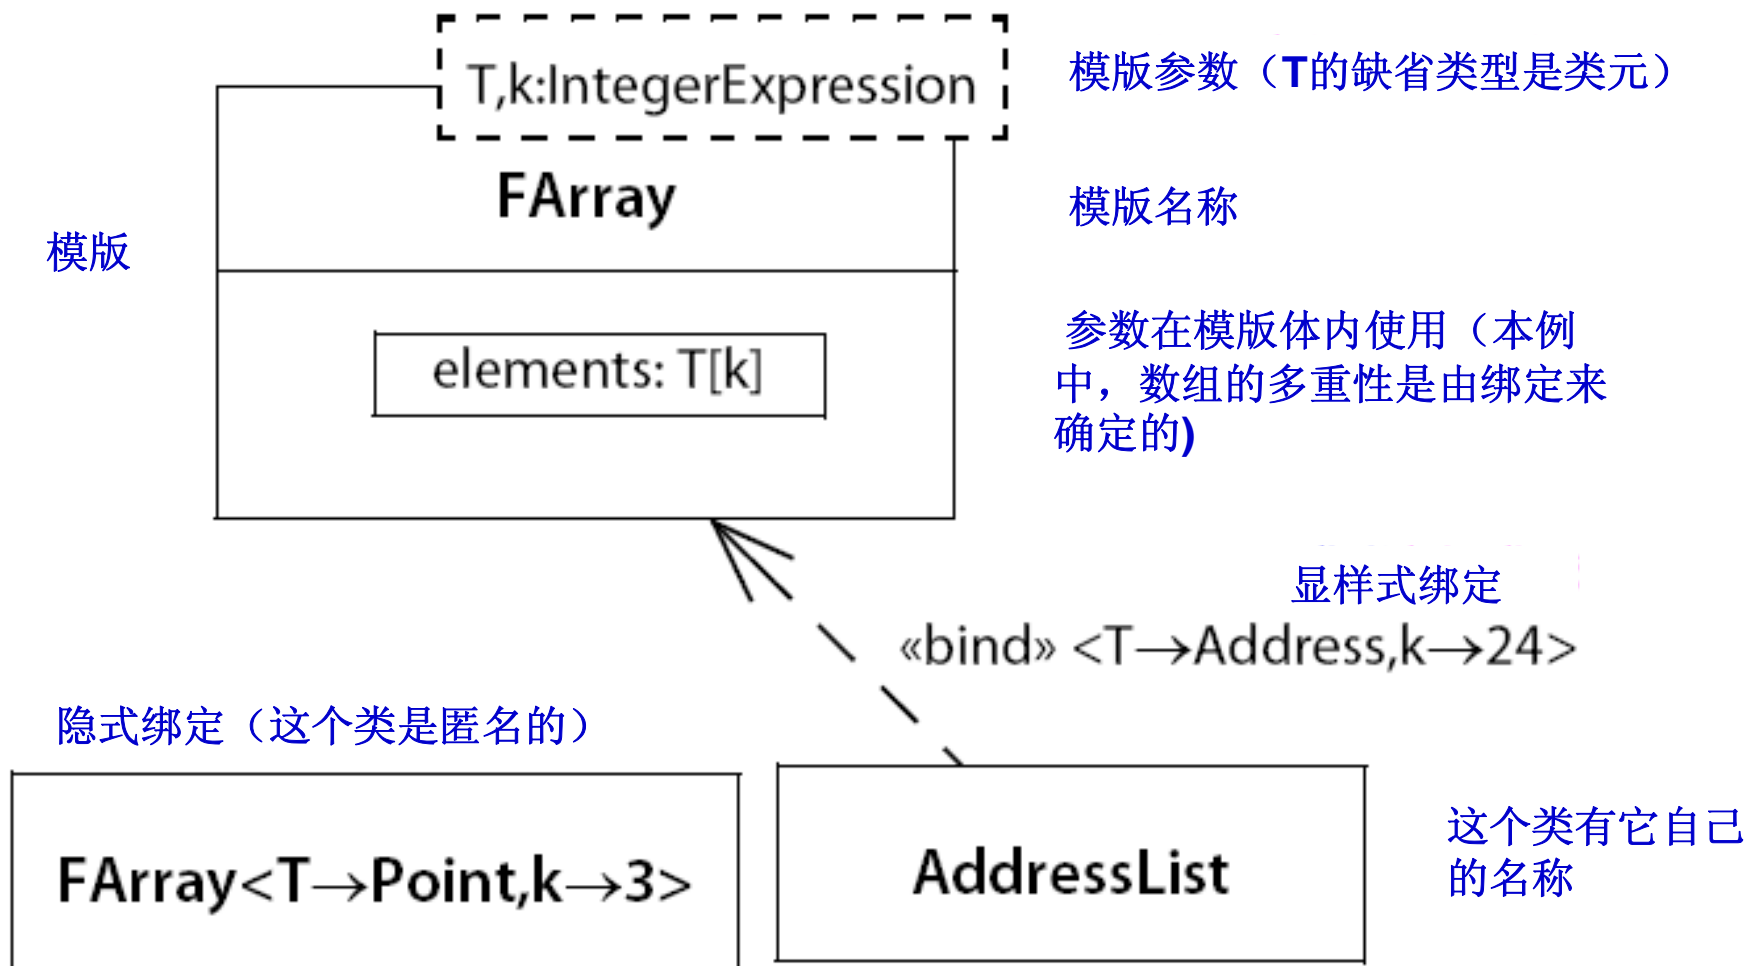 T,k:IntegerExpression
模版参数（T的缺省类型是类元）
FArray
模版名称
模版
elements: T[k]
参数在模版体内使用（本例
中，数组的多重性是由绑定来
确定的)
显样式绑定
«bind» <T→Address,k→24>
隐式绑定（这个类是匿名的）
FArray<T→Point,k→3>
AddressList
这个类有它自己
的名称